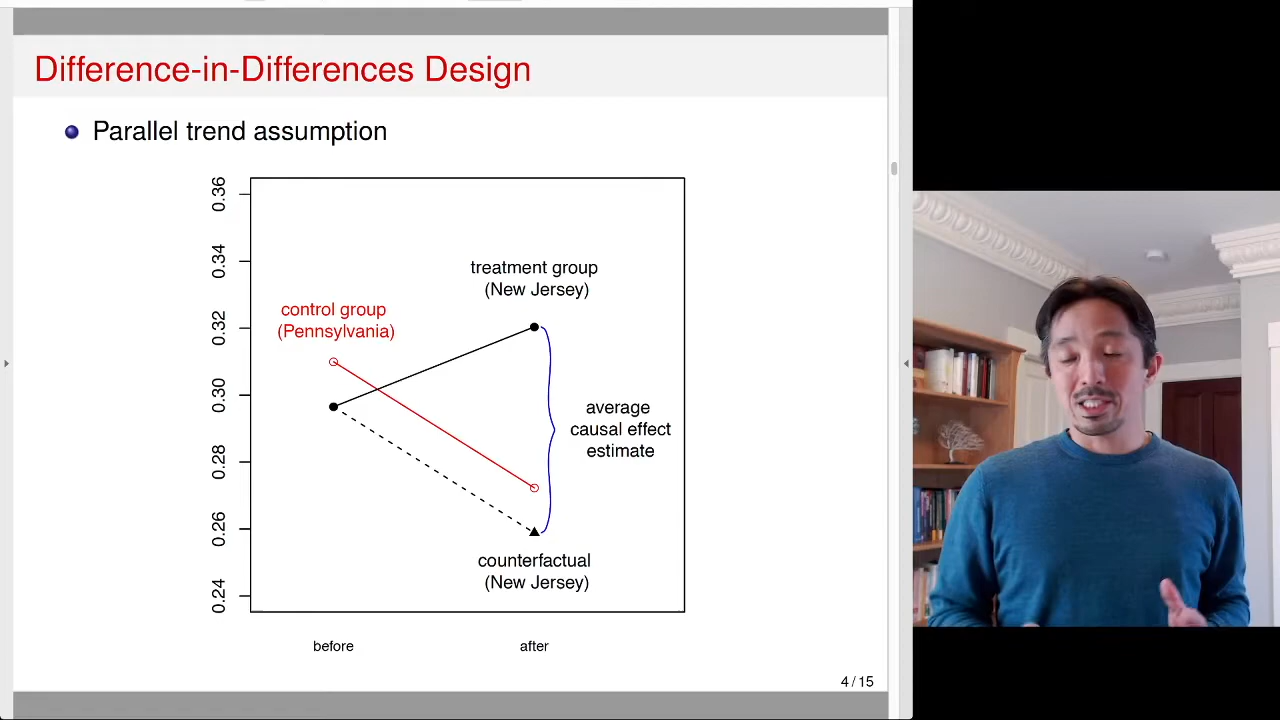 Difference-in-Differences Design
Parallel trend assumption
0.36
0.34
0.32
0.30
0.28
0.26
0.24
treatment group
(New Jersey)
control group
(Pennsylvania)
average
causal effect
estimate
counterfactual
(New Jersey)
before
after
4 / 15